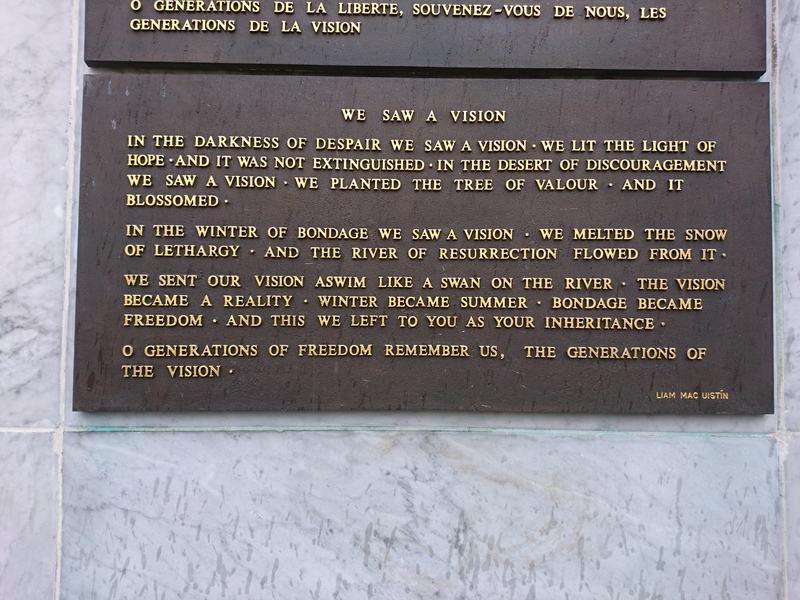 O GENERATIONS DE LA LIBERTE, SOUVENEZ-VOUS DE NOUS, LES
GENERATIONS DE LA VISION
WE SAW A VISION
IN THE DARKNESS OF DESPAIR WE SAW A VISION · WE LIT THE LIGHT OF
HOPE · AND IT WAS NOT EXTINGUISHED · IN THE DESERT OF DISCOURAGEMENT
WE SAW A VISION · WE PLANTED THE TREE OF VALOUR · AND IT
BLOSSOMED ·
IN THE WINTER OF BONDAGE WE SAW A VISION · WE MELTED THE SNOW
OF LETHARGY · AND THE RIVER OF RESURRECTION FLOWED FROM IT ·
WE SENT OUR VISION ASWIM LIKE A SWAN ON THE RIVER · THE VISION
BECAME A REALITY · WINTER BECAME SUMMER · BONDAGE BECAME
FREEDOM · AND THIS WE LEFT TO YOU AS YOUR INHERITANCE ·
O GENERATIONS OF FREEDOM REMEMBER US, THE GENERATIONS OF
THE VISION ·
LIAM MAC UISTÍN